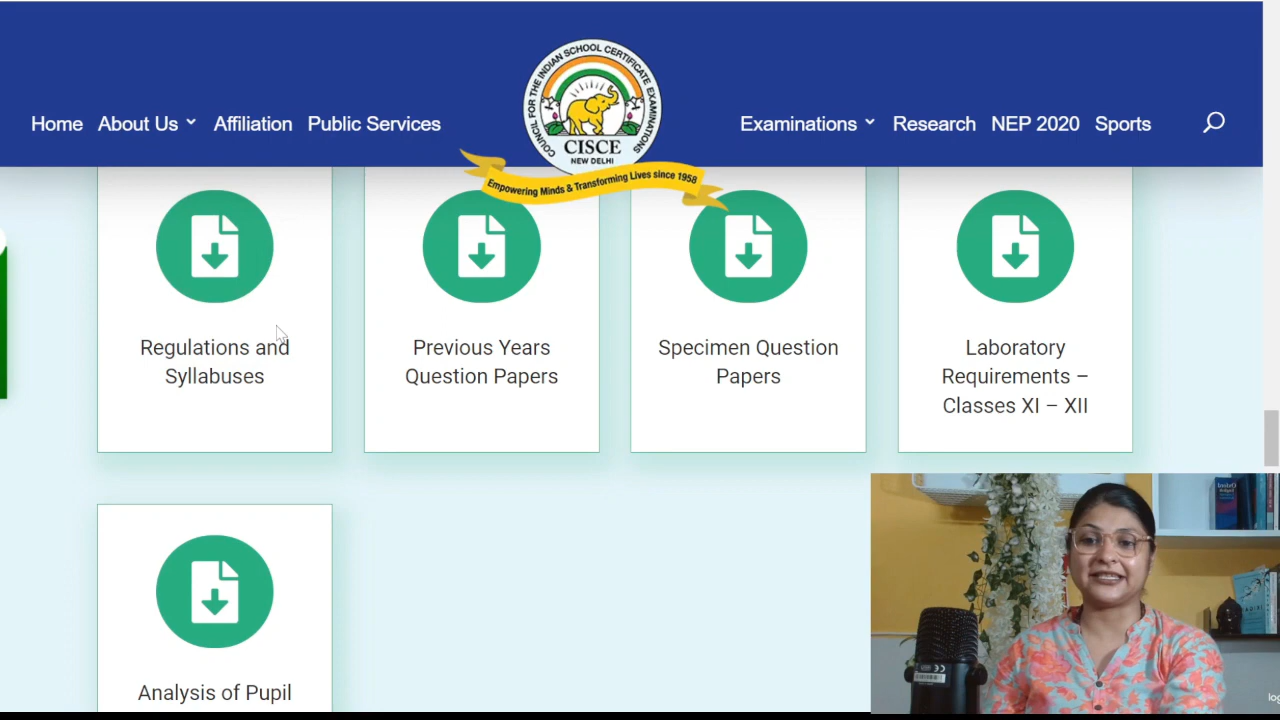 COUNCIL FOR THE INDIAN SCHOOL CERTIFICATE EXAMINATIONS
CISCE
NEW DELHI
Empowering Minds & Transforming Lives since 1958
Home About Us Affiliation Public Services
Examinations Research NEP 2020 Sports
Regulations and
Syllabuses
Previous Years
Question Papers
Specimen Question
Papers
Laboratory
Requirements –
Classes XI – XII
Analysis of Pupil
Oxford
log